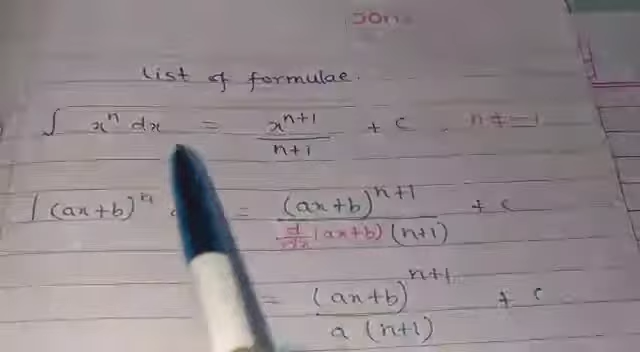 List of formulae.
∫ xⁿ dx = xⁿ⁺¹/n+1 + c . n ≠ -1
∫ (ax+b)ⁿ = (ax+b)ⁿ⁺¹/d/dx (ax+b) (n+1) + c
= (ax+b)ⁿ⁺¹/a (n+1) + c